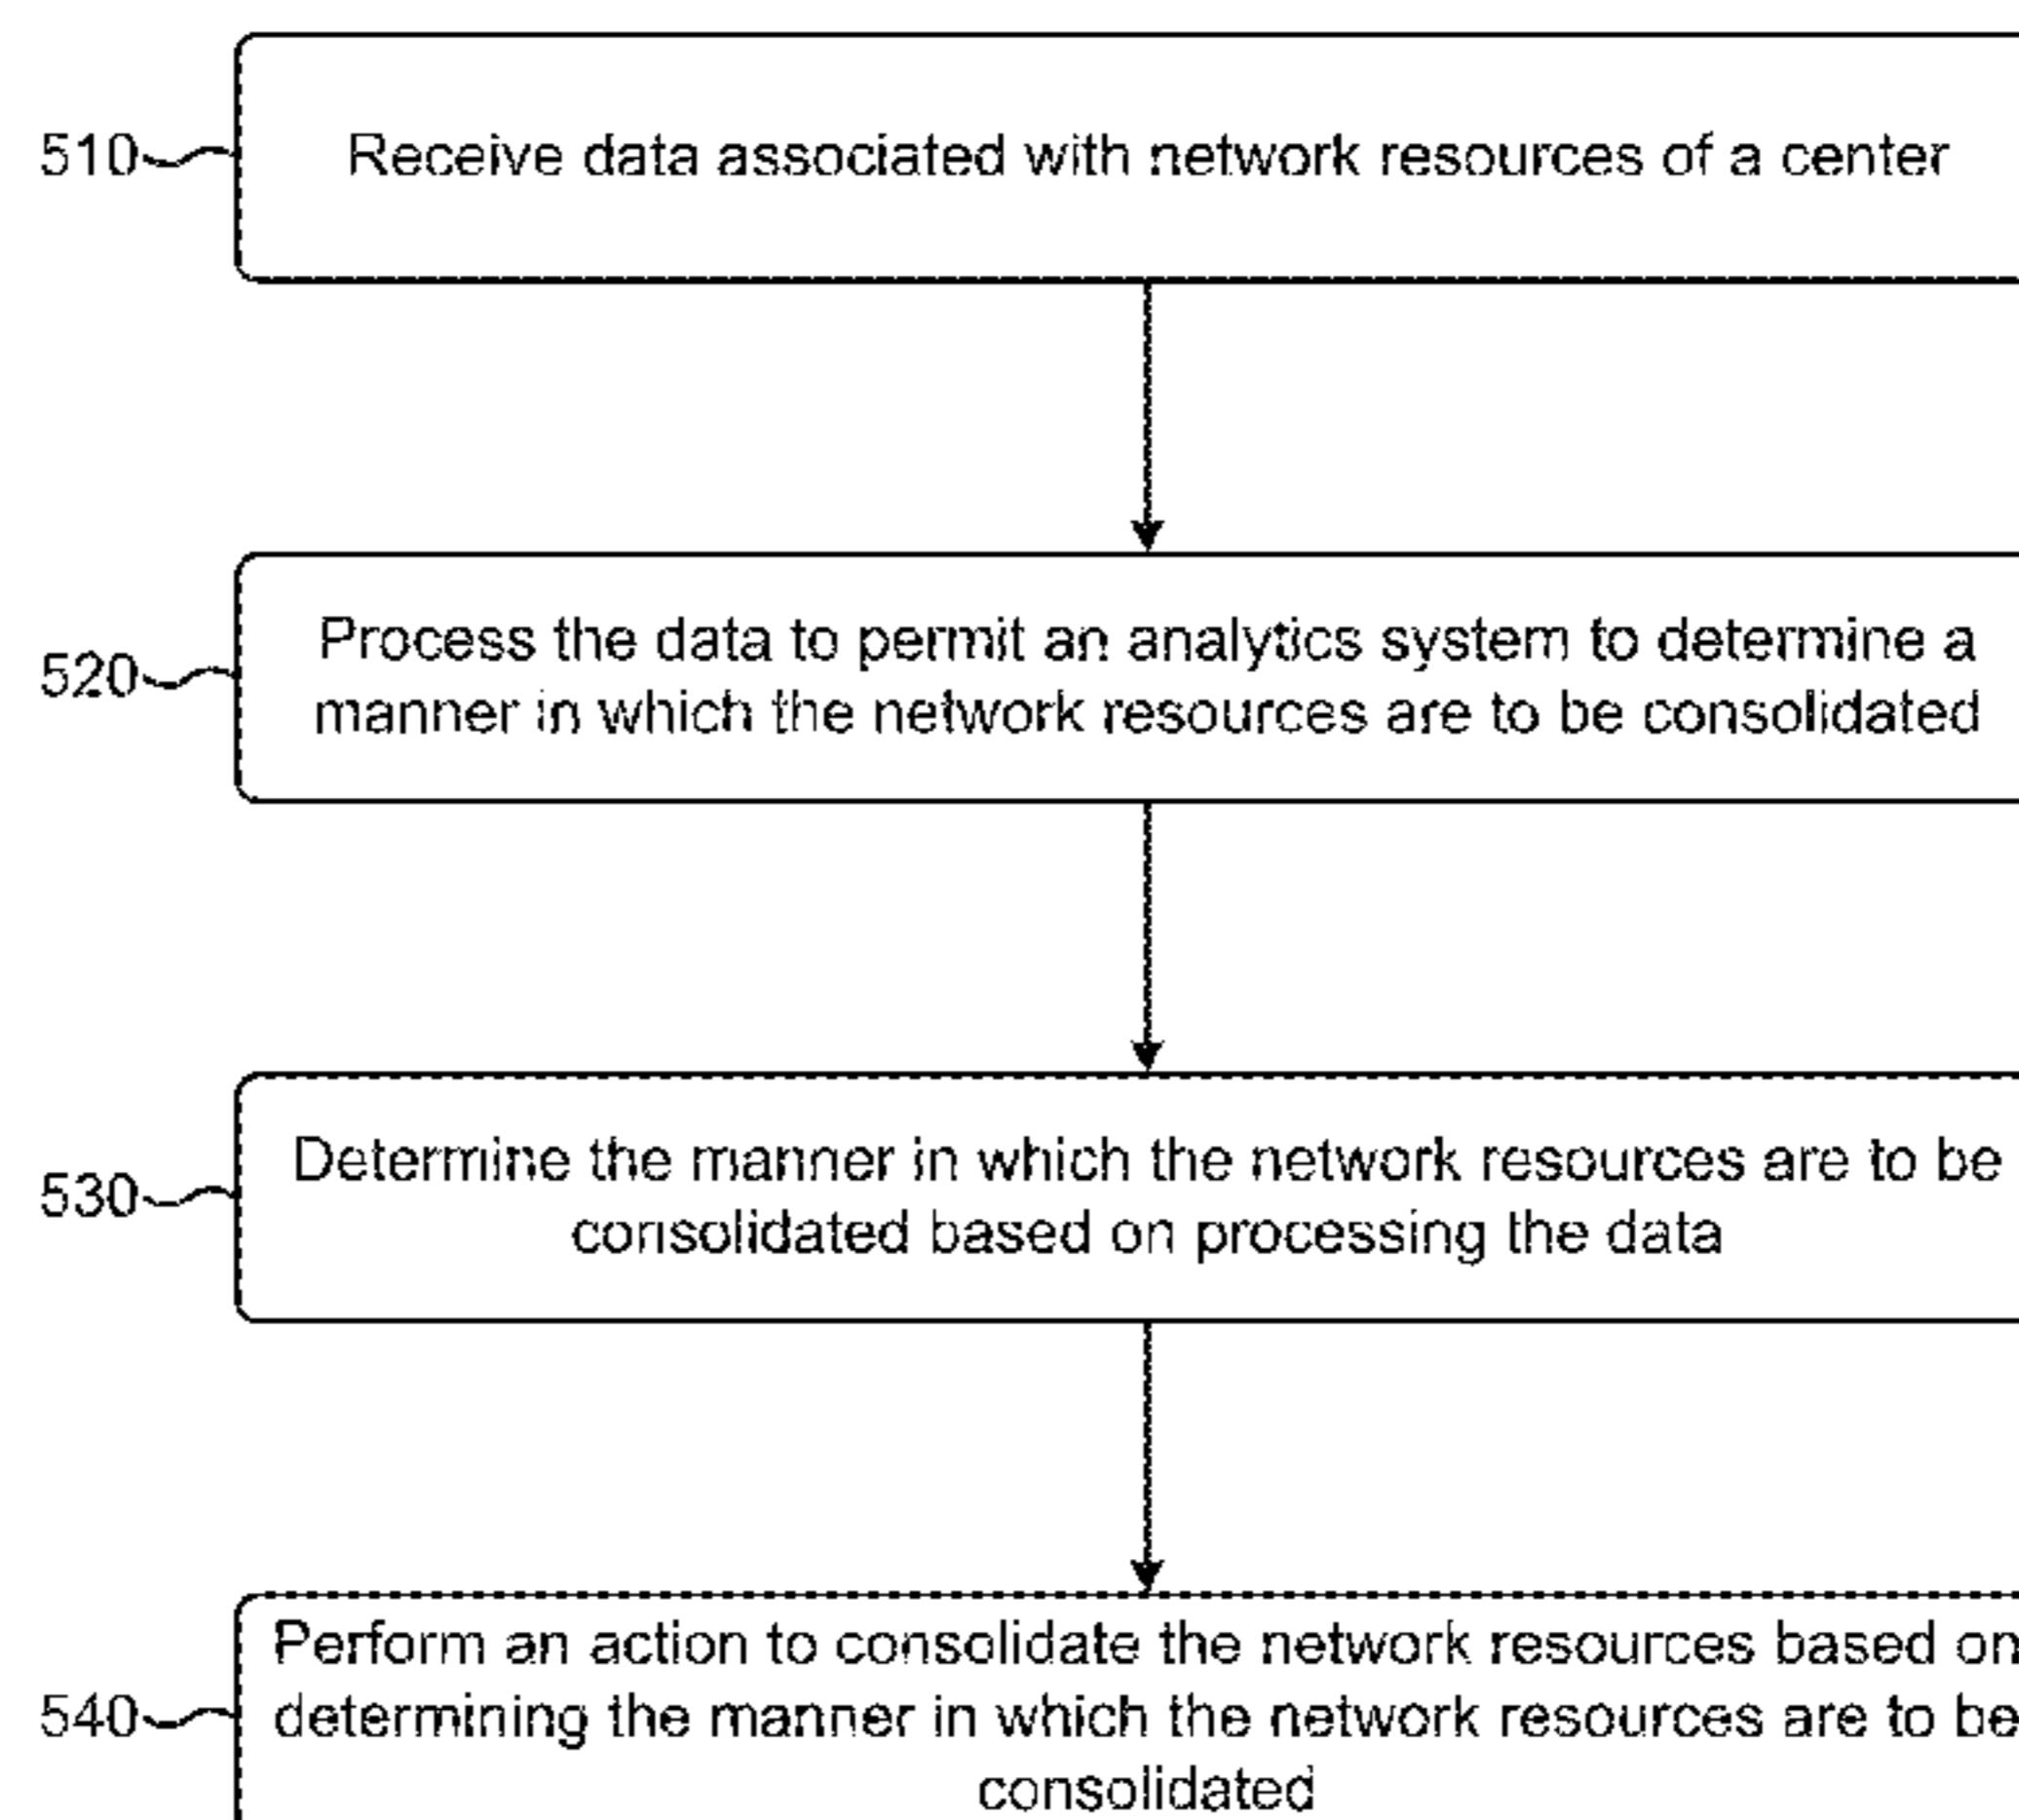 510
Receive data associated with network resources of a center
520
Process the data to permit an analytics system to determine a
manner in which the network resources are to be consolidated
530
Determine the manner in which the network resources are to be
consolidated based on processing the data
540
Perform an action to consolidate the network resources based on
determining the manner in which the network resources are to be
consolidated